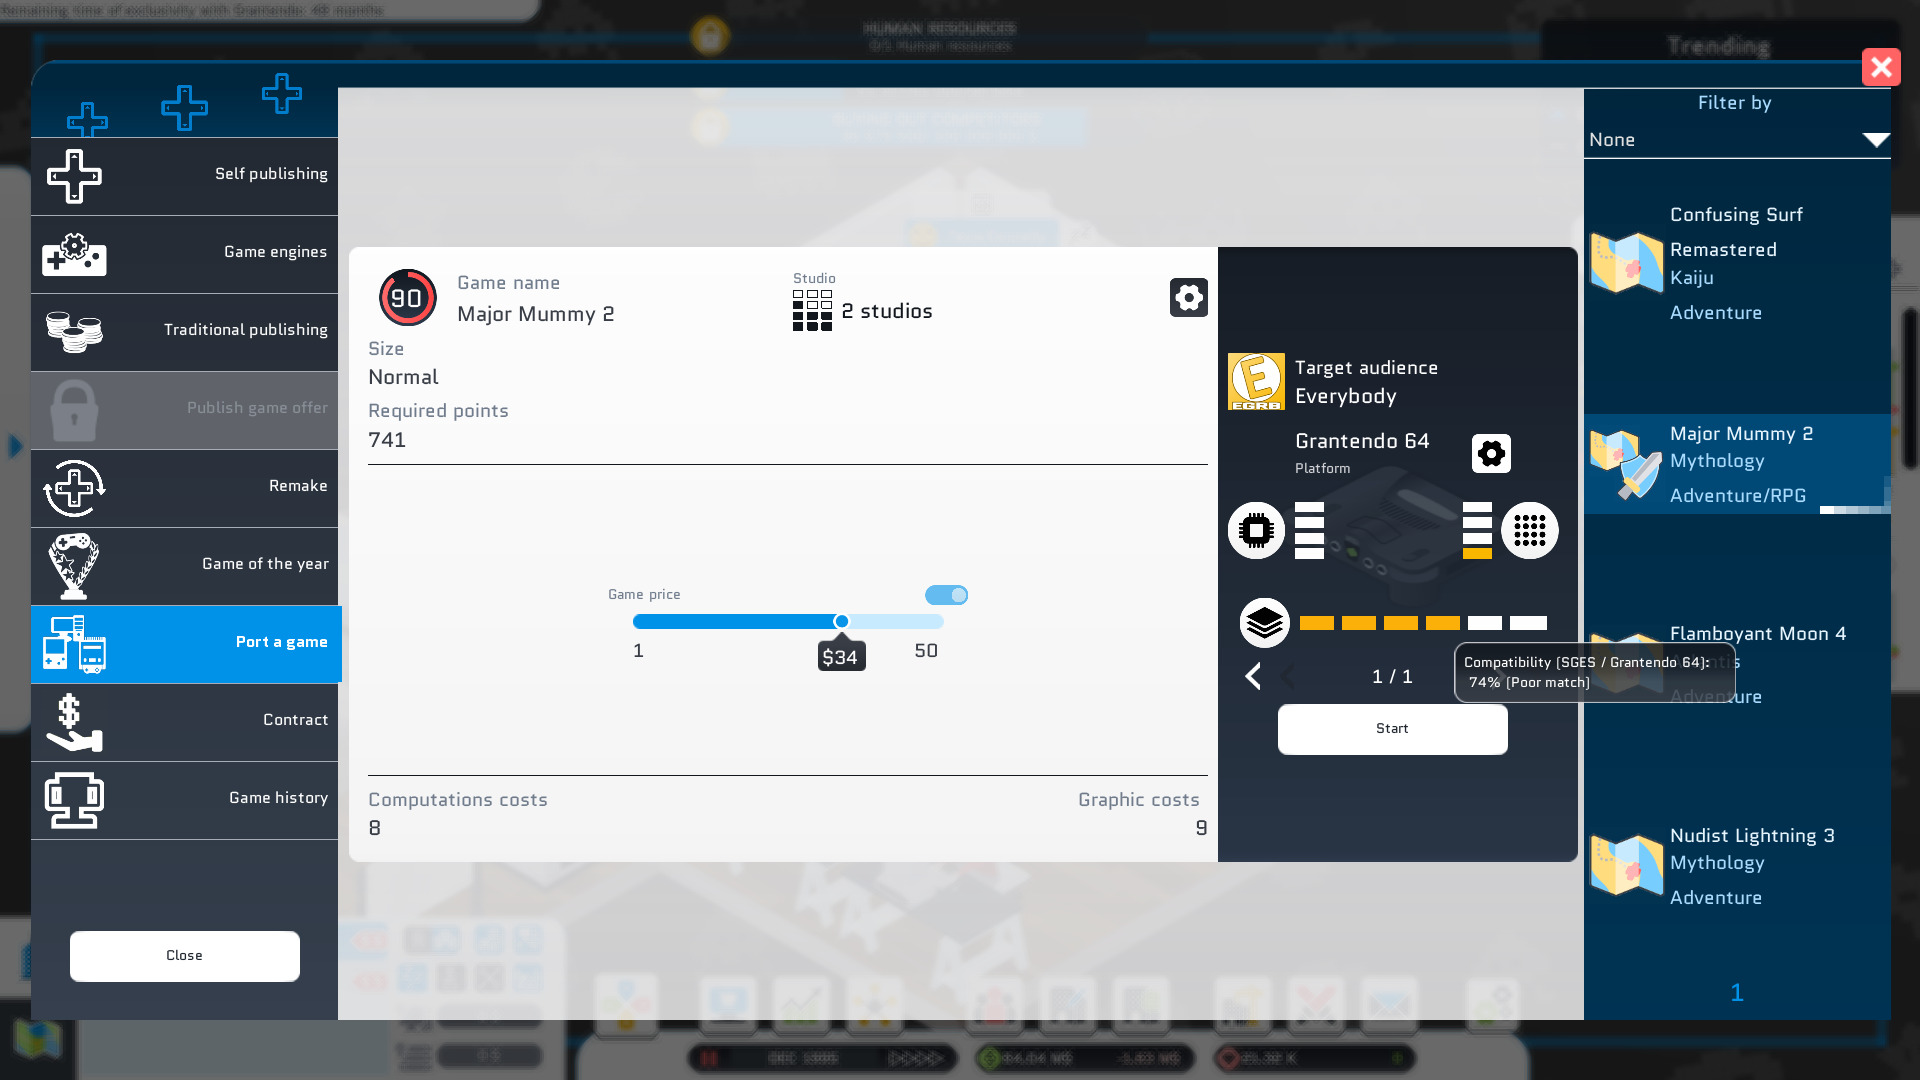 Remaining time of exclusivity with Grantendo: 48 months
HUMAN RESOURCES
Trending
Self publishing
Game engines
Traditional publishing
Publish game offer
Remake
Game of the year
Port a game
Contract
Game history
Close
90
Game name
Major Mummy 2
Studio
2 studios
Size
Normal
Required points
741
Game price
1
50
$34
Computations costs
8
Graphic costs
9
E
EGRB
Target audience
Everybody
Grantendo 64
Platform
1 / 1
Start
Compatibility (SGES / Grantendo 64):
74% (Poor match)
Filter by
None
Confusing Surf
Remastered
Kaiju
Adventure
Major Mummy 2
Mythology
Adventure/RPG
Flamboyant Moon 4
Adventure
Nudist Lightning 3
Mythology
Adventure
1